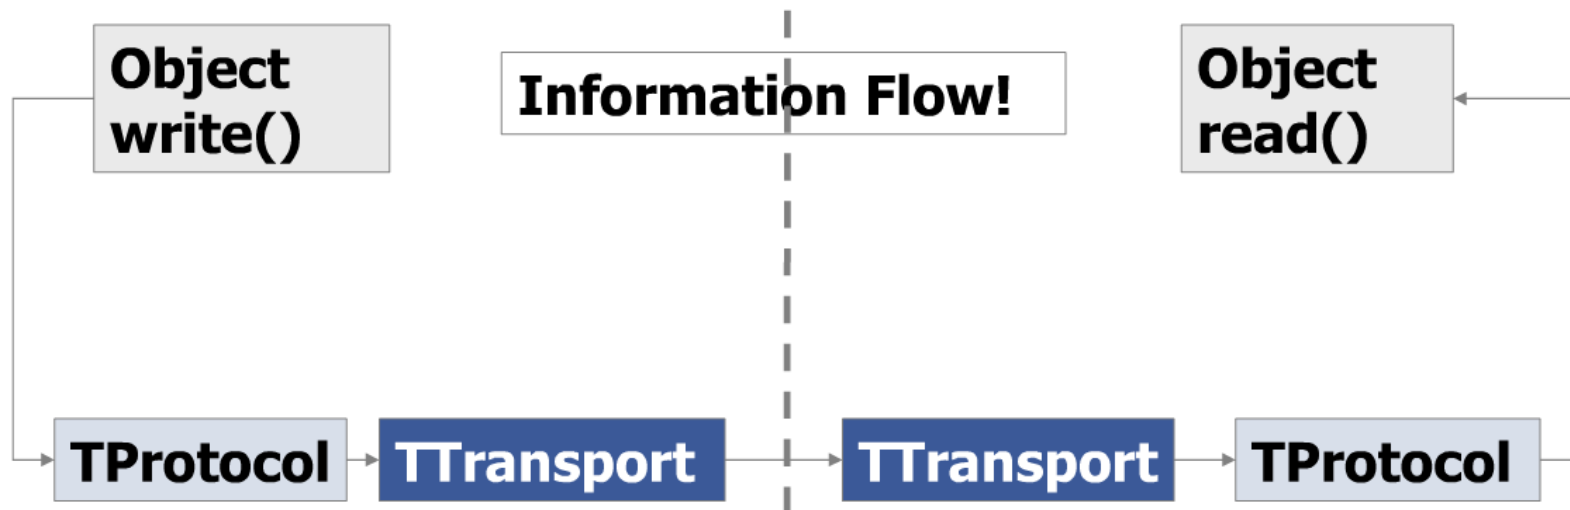 Object
write()
Information Flow!
Object
read()
TProtocol
TTransport
TTransport
TProtocol